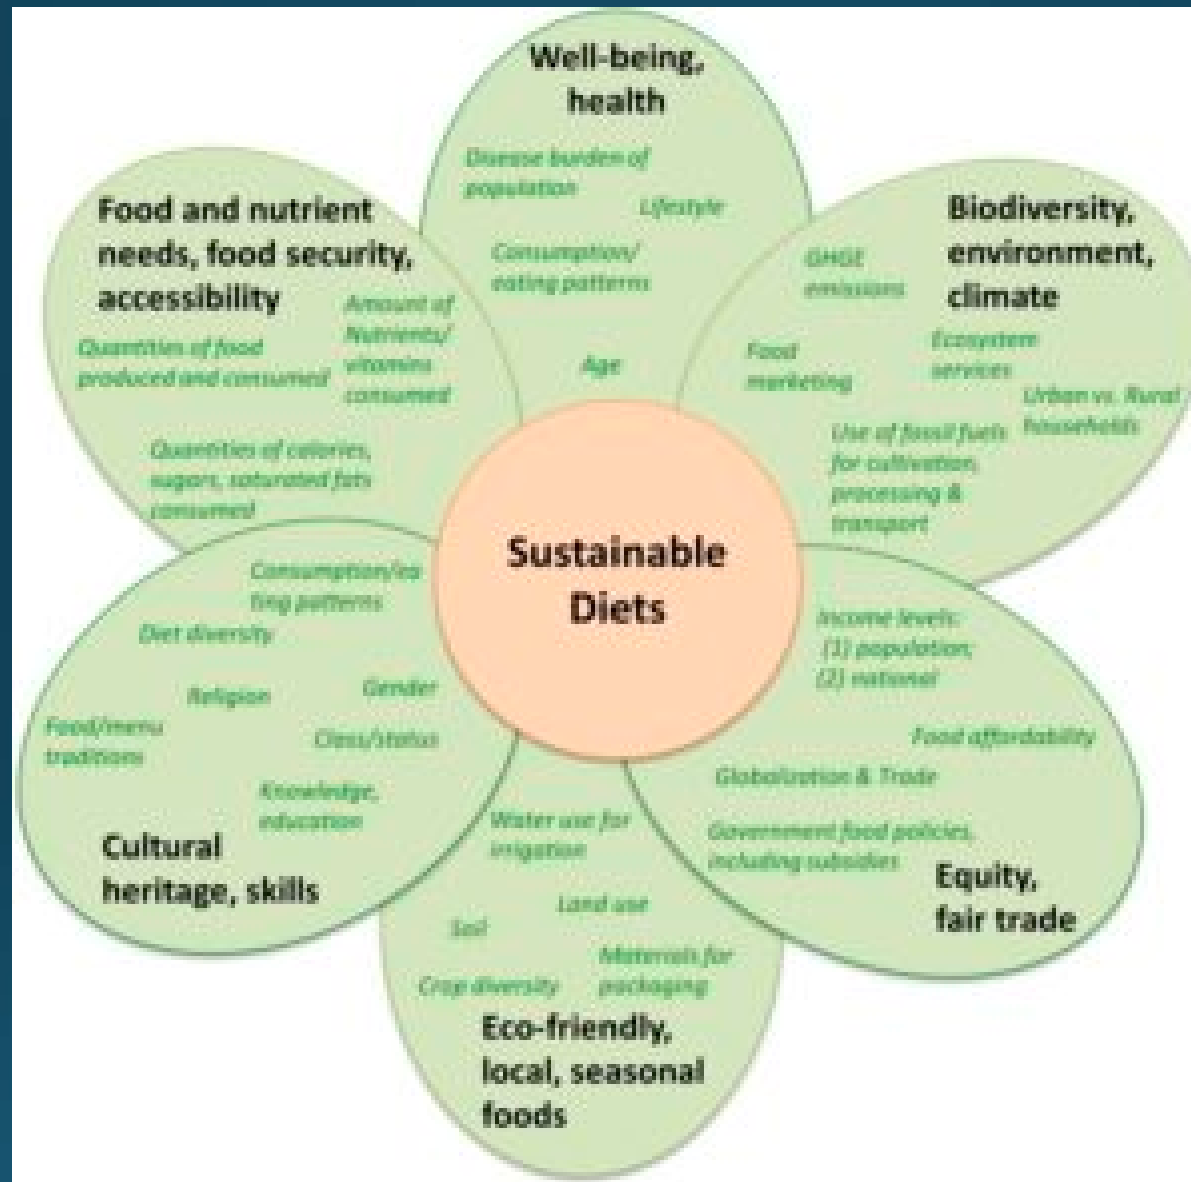 Well-being,
health
Disease burden of
population
Lifestyle
Consumption/
eating patterns
Age
Biodiversity,
environment,
climate
GHGE
emissions
Ecosystem
services
Food
marketing
Urban vs. Rural
households
Use of fossil fuels
for cultivation,
processing &
transport
Income levels:
(1) population;
(2) national
Food affordability
Globalization & Trade
Government food policies,
including subsidies
Equity,
fair trade
Water use for
irrigation
Land use
Soil
Materials for
packaging
Crop diversity
Eco-friendly,
local, seasonal
foods
Consumption/ea
ting patterns
Diet diversity
Religion
Gender
Food/menu
traditions
Class/status
Knowledge,
education
Cultural
heritage, skills
Food and nutrient
needs, food security,
accessibility
Amount of
Nutrients/
vitamins
consumed
Quantities of food
produced and consumed
Quantities of calories,
sugars, saturated fats
consumed
Sustainable
Diets